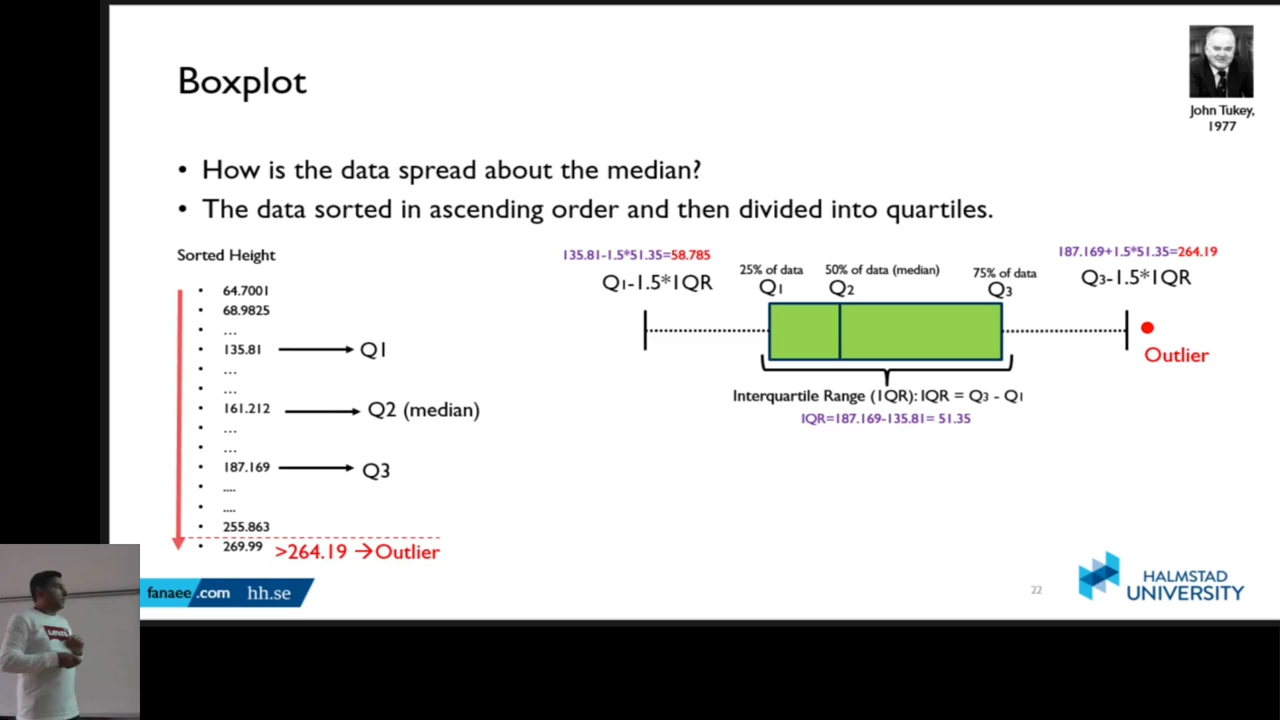 Boxplot
John Tukey,
1977
• How is the data spread about the median?
• The data sorted in ascending order and then divided into quartiles.
Sorted Height
• 64.7001
• 68.9825
• ...
• 135.81
Q1
• ...
• ...
• 161.212
Q2 (median)
• ...
• ...
• 187.169
Q3
• ....
• ....
• 255.863
• 269.99
>264.19 →Outlier
135.81-1.5*51.35=58.785
Q1-1.5*IQR
25% of data
Q1
50% of data (median)
Q2
75% of data
Q3
187.169+1.5*51.35=264.19
Q3-1.5*IQR
Outlier
Interquartile Range (IQR): IQR = Q3 - Q1
IQR=187.169-135.81= 51.35
fanaee.com hh.se
22
HALMSTAD
UNIVERSITY
Levi's